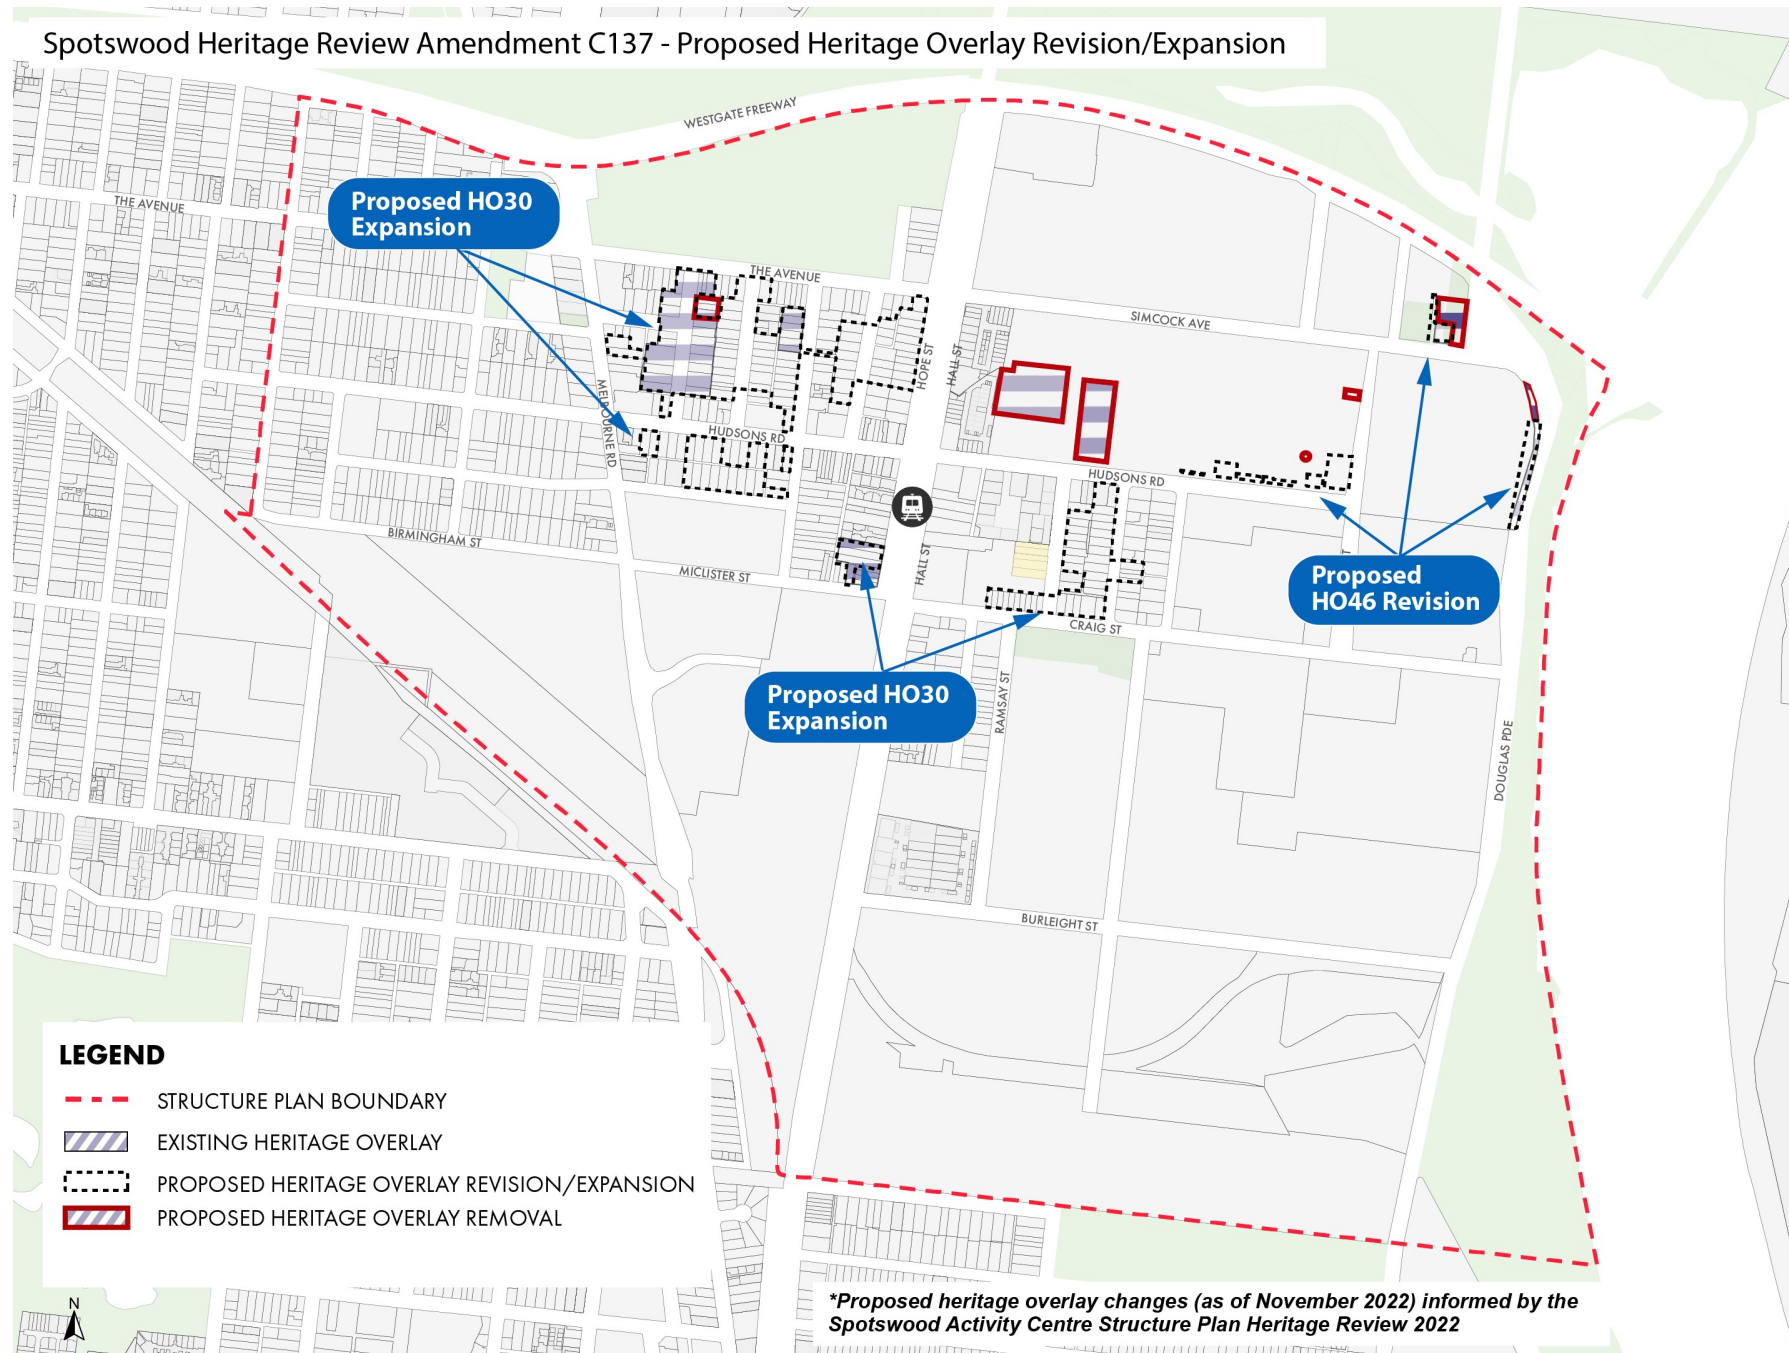 Spotswood Heritage Review Amendment C137 - Proposed Heritage Overlay Revision/Expansion
WESTGATE FREEWAY
THE AVENUE
Proposed HO30
Expansion
THE AVENUE
SIMCOCK AVE
HOPE ST
HALL ST
MELBOURNE RD
HUDSONS RD
HUDSONS RD
BIRMINGHAM ST
MICLISTER ST
HALL ST
Proposed
HO46 Revision
CRAIG ST
Proposed HO30
Expansion
RAMSAY ST
DOUGLAS PDE
BURLEIGHT ST
LEGEND
STRUCTURE PLAN BOUNDARY
EXISTING HERITAGE OVERLAY
PROPOSED HERITAGE OVERLAY REVISION/EXPANSION
PROPOSED HERITAGE OVERLAY REMOVAL
N
*Proposed heritage overlay changes (as of November 2022) informed by the
Spotswood Activity Centre Structure Plan Heritage Review 2022